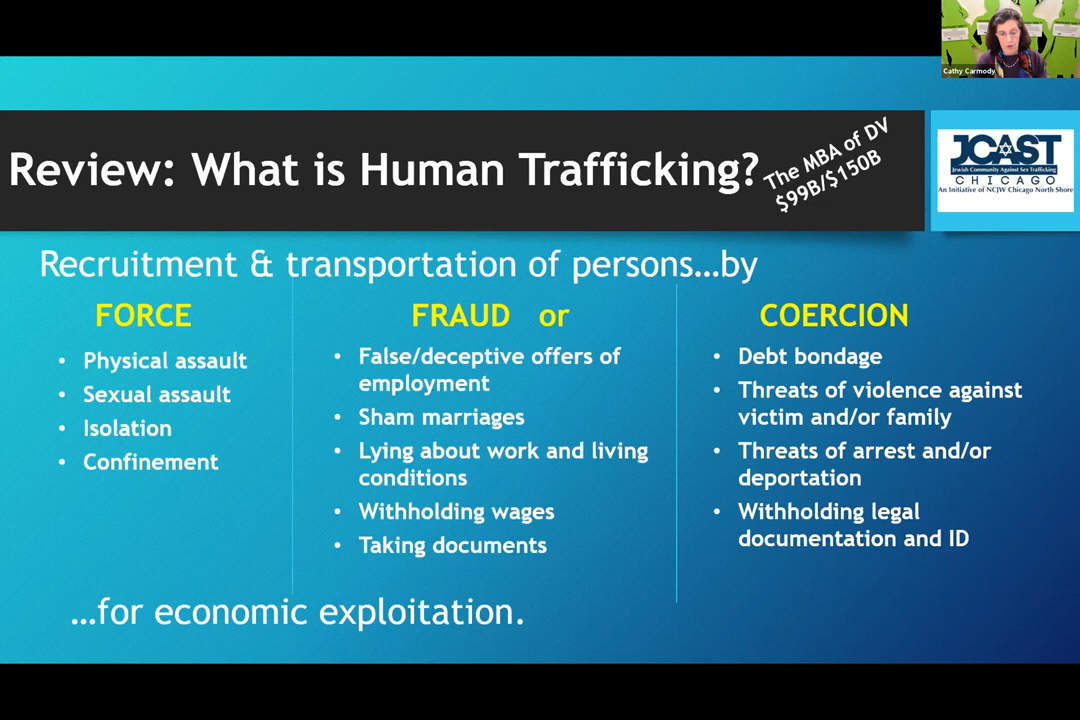 Cathy Carmody
Review: What is Human Trafficking?
The MBA of DV
$99B/$150B
JCAST
Jewish Community Against Sex Trafficking
CHICAGO
An Initiative of NCJW Chicago North Shore
Recruitment & transportation of persons…by
FORCE
• Physical assault
• Sexual assault
• Isolation
• Confinement
FRAUD or
• False/deceptive offers of
employment
• Sham marriages
• Lying about work and living
conditions
• Withholding wages
• Taking documents
COERCION
• Debt bondage
• Threats of violence against
victim and/or family
• Threats of arrest and/or
deportation
• Withholding legal
documentation and ID
…for economic exploitation.